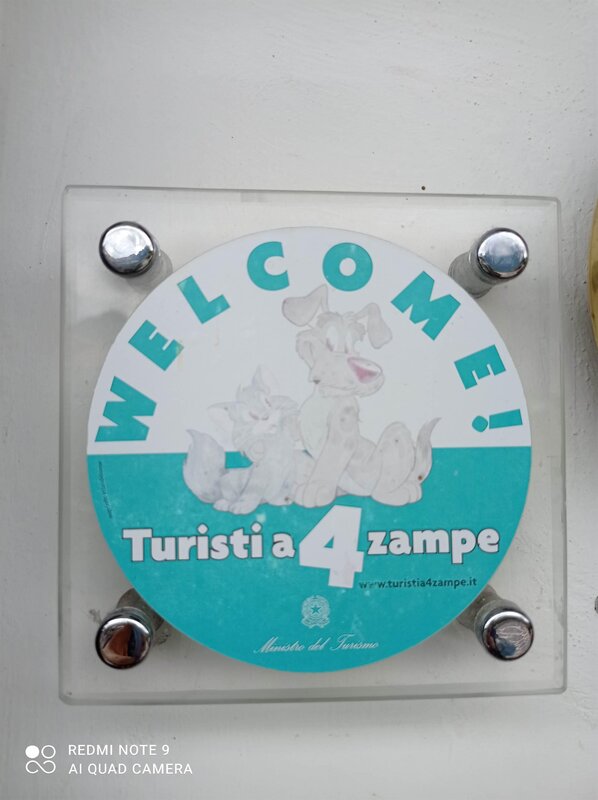 WELCOME!
Turisti a 4 zampe
www.turistia4zampe.it
Ministro del Turismo
REDMI NOTE 9
AI QUAD CAMERA